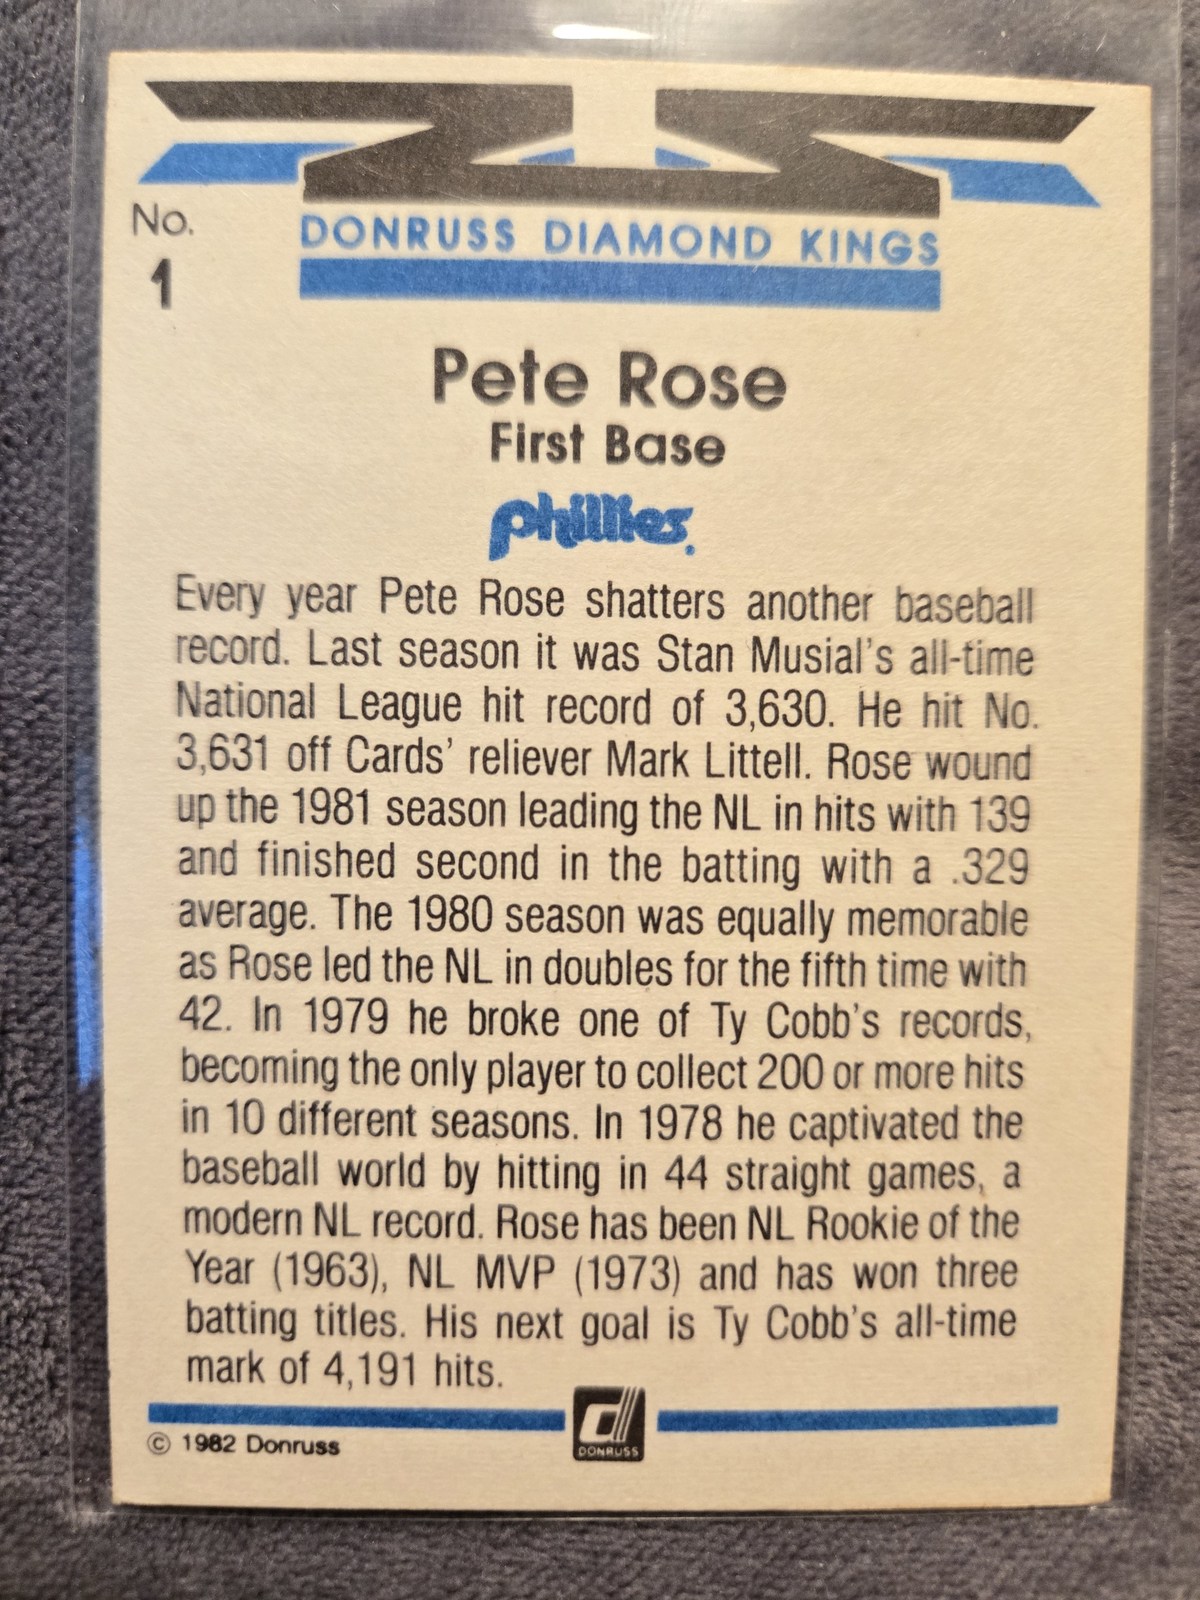 No.
1
DONRUSS DIAMOND KINGS
Pete Rose
First Base
phillies
Every year Pete Rose shatters another baseball
record. Last season it was Stan Musial's all-time
National League hit record of 3,630. He hit No.
3,631 off Cards' reliever Mark Littell. Rose wound
up the 1981 season leading the NL in hits with 139
and finished second in the batting with a .329
average. The 1980 season was equally memorable
as Rose led the NL in doubles for the fifth time with
42. In 1979 he broke one of Ty Cobb's records,
becoming the only player to collect 200 or more hits
in 10 different seasons. In 1978 he captivated the
baseball world by hitting in 44 straight games, a
modern NL record. Rose has been NL Rookie of the
Year (1963), NL MVP (1973) and has won three
batting titles. His next goal is Ty Cobb's all-time
mark of 4,191 hits.
© 1982 Donruss
DONRUSS